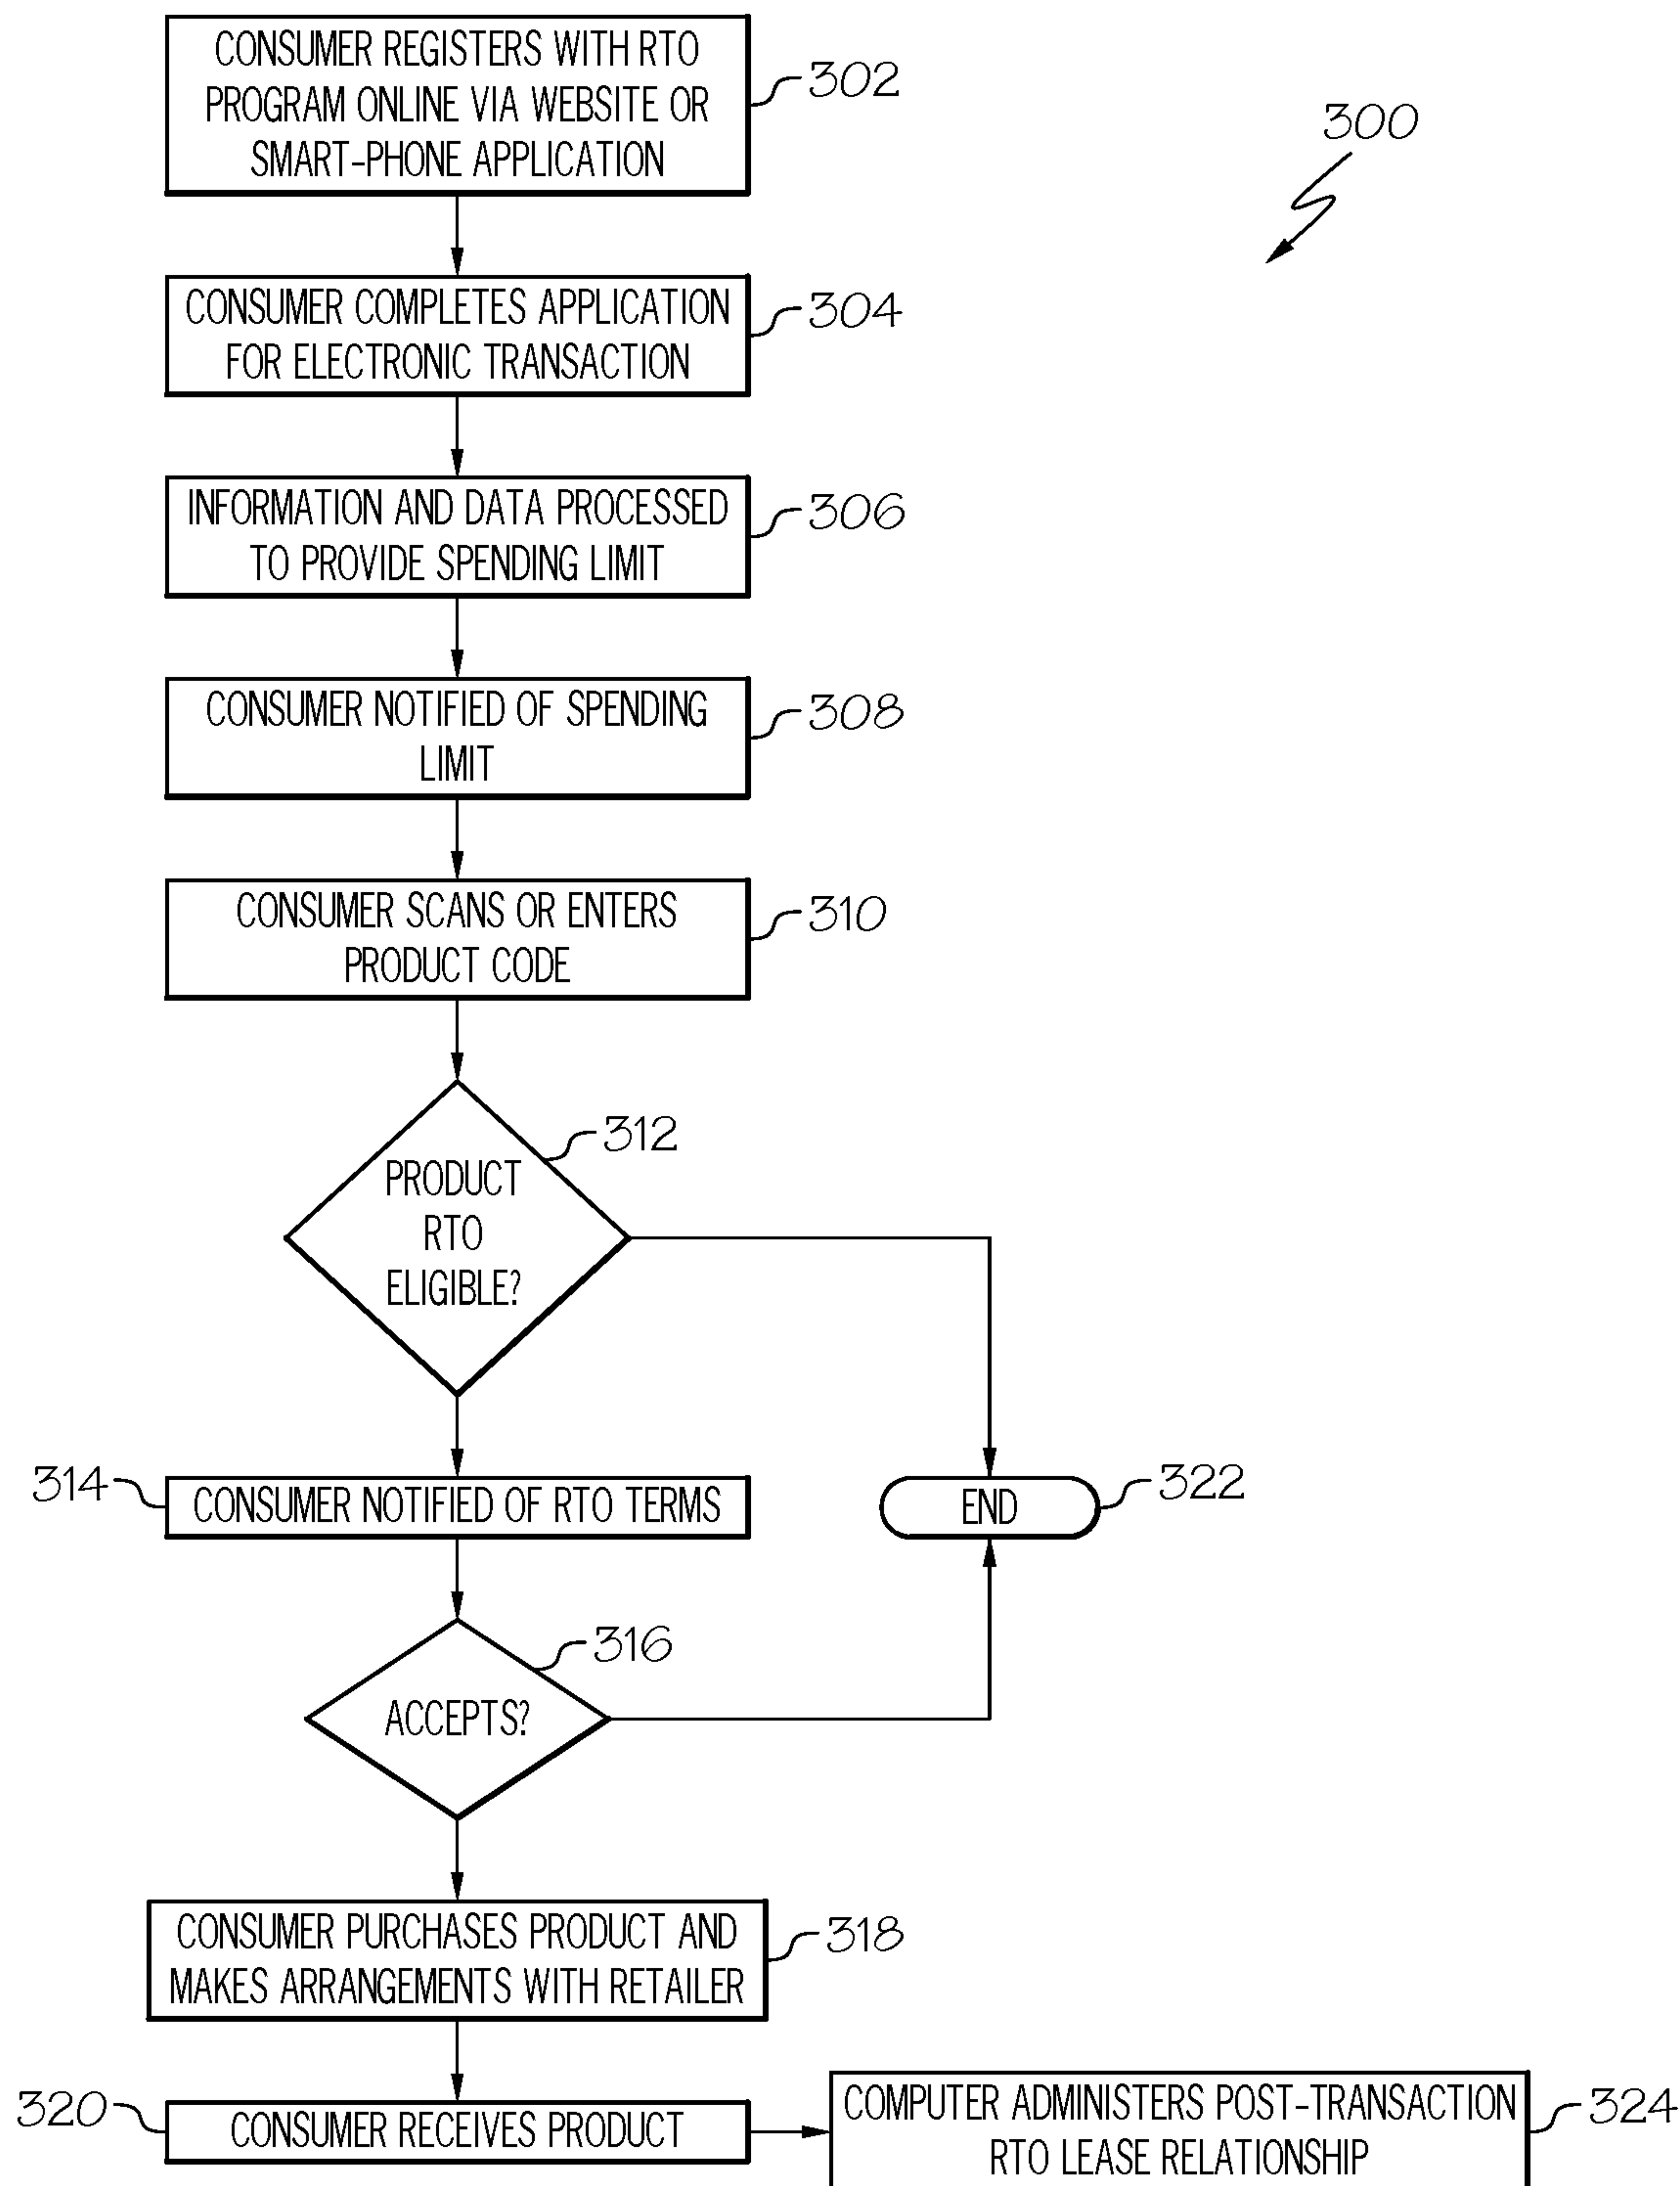 CONSUMER REGISTERS WITH RTO
PROGRAM ONLINE VIA WEBSITE OR
SMART-PHONE APPLICATION
302
300
CONSUMER COMPLETES APPLICATION
FOR ELECTRONIC TRANSACTION
304
INFORMATION AND DATA PROCESSED
TO PROVIDE SPENDING LIMIT
306
CONSUMER NOTIFIED OF SPENDING
LIMIT
308
CONSUMER SCANS OR ENTERS
PRODUCT CODE
310
PRODUCT
RTO
ELIGIBLE?
312
314
CONSUMER NOTIFIED OF RTO TERMS
END
322
ACCEPTS?
316
CONSUMER PURCHASES PRODUCT AND
MAKES ARRANGEMENTS WITH RETAILER
318
320
CONSUMER RECEIVES PRODUCT
COMPUTER ADMINISTERS POST-TRANSACTION
RTO LEASE RELATIONSHIP
324